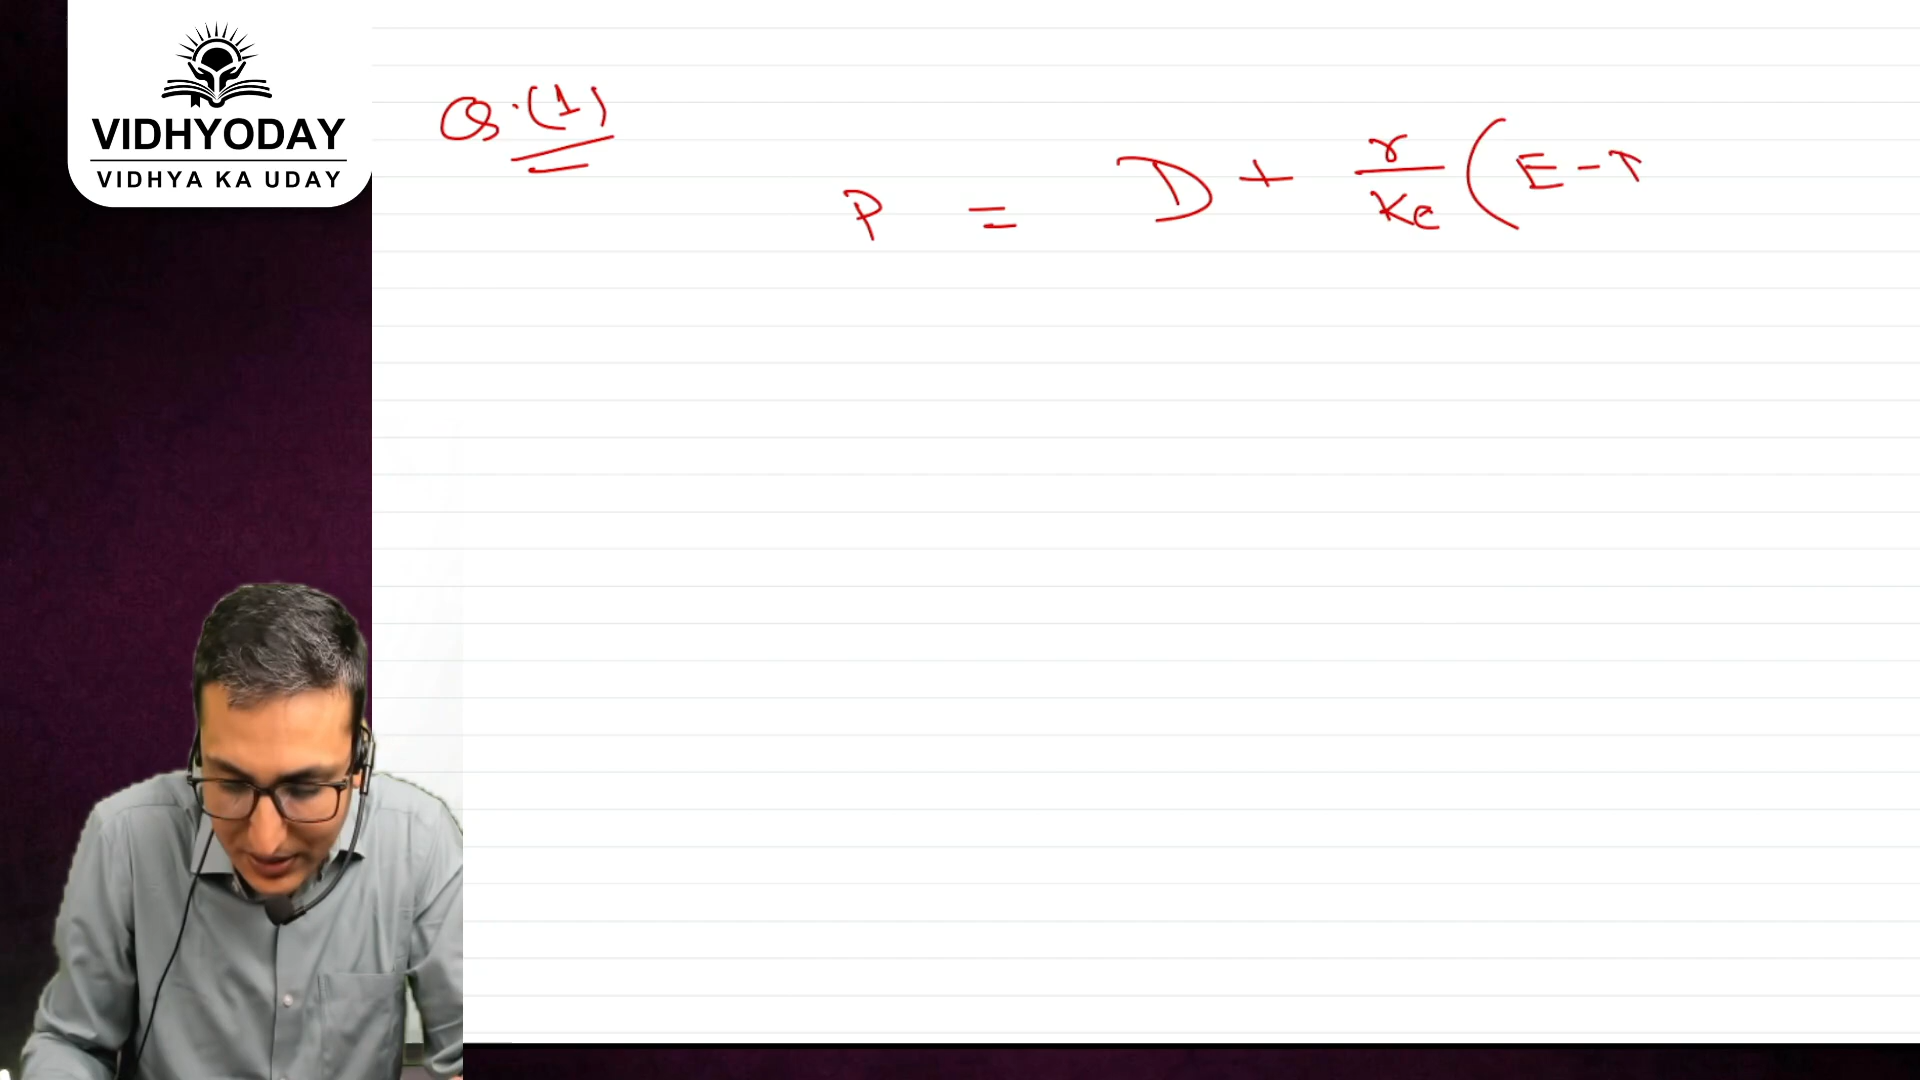 VIDHYODAY
VIDHYA KA UDAY
Q.(1)
P = D + r/Ke (E -